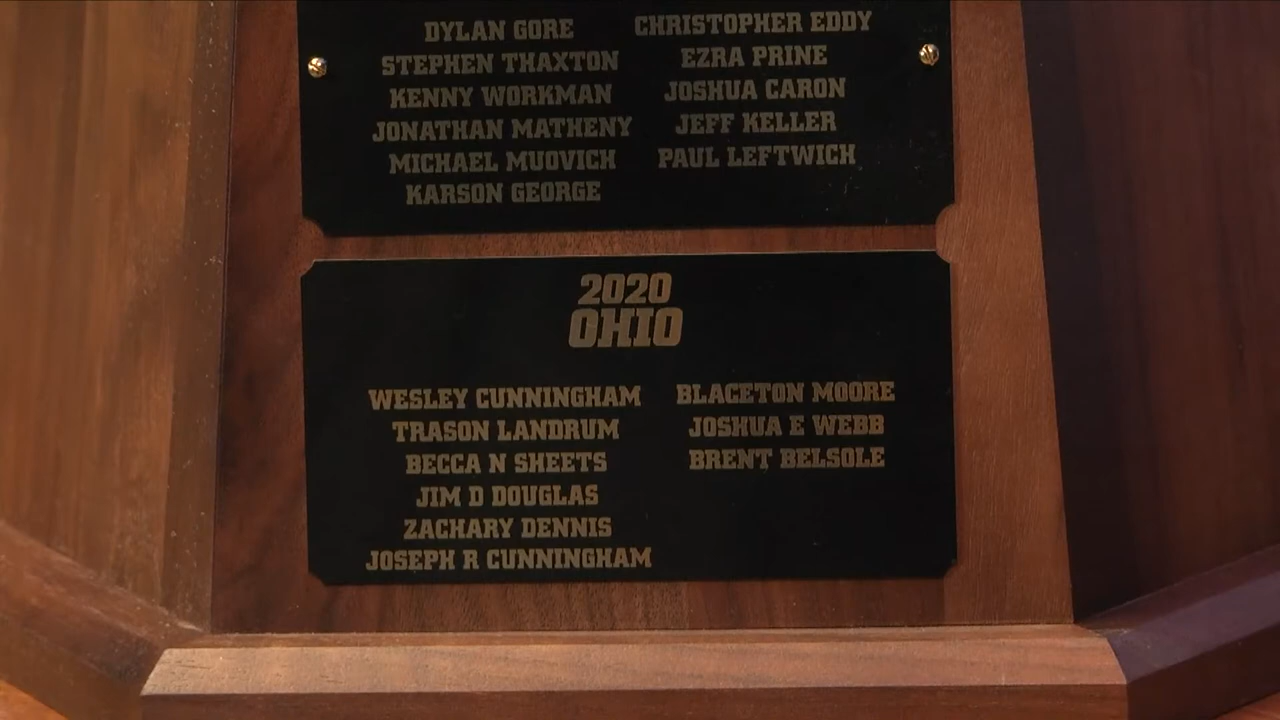 DYLAN GORE
STEPHEN THAXTON
KENNY WORKMAN
JONATHAN MATHENY
MICHAEL MUOVICH
KARSON GEORGE
CHRISTOPHER EDDY
EZRA PRINE
JOSHUA CARON
JEFF KELLER
PAUL LEFTWICH
2020
OHIO
WESLEY CUNNINGHAM
TRASON LANDRUM
BECCA N SHEETS
JIM D DOUGLAS
ZACHARY DENNIS
JOSEPH R CUNNINGHAM
BLACETON MOORE
JOSHUA E WEBB
BRENT BELSOLE